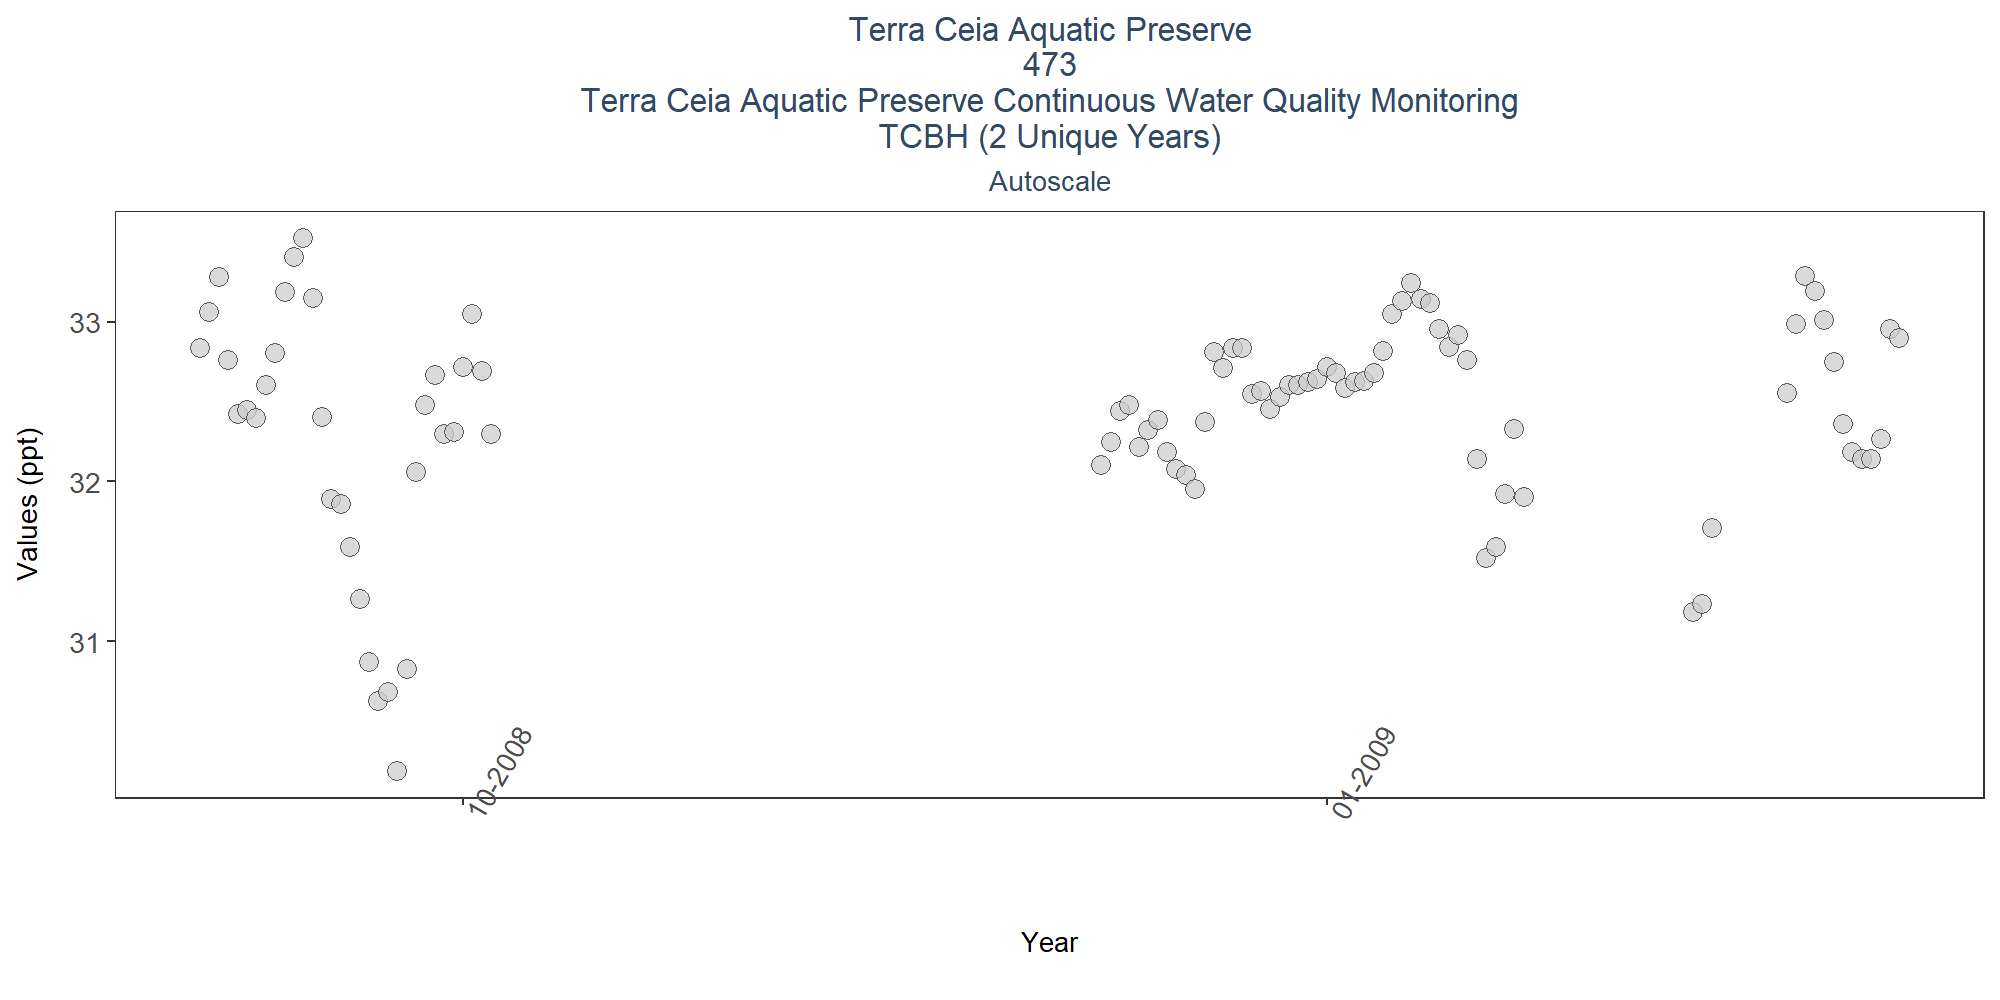 Terra Ceia Aquatic Preserve
473
Terra Ceia Aquatic Preserve Continuous Water Quality Monitoring
TCBH (2 Unique Years)
Autoscale
33
32
31
Values (ppt)
10-2008
01-2009
Year